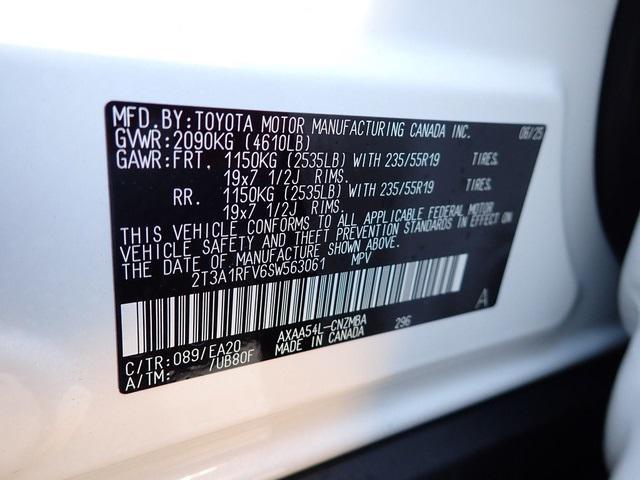 MFD.BY:TOYOTA MOTOR MANUFACTURING CANADA INC. 06/25
GVWR:2090KG (4610LB)
GAWR:FRT. 1150KG (2535LB) WITH 235/55R19 TIRES.
19x7 1/2J RIMS.
RR. 1150KG (2535LB) WITH 235/55R19 TIRES.
19x7 1/2J RIMS.
THIS VEHICLE CONFORMS TO ALL APPLICABLE FEDERAL MOTOR
VEHICLE SAFETY AND THEFT PREVENTION STANDARDS IN EFFECT ON
THE DATE OF MANUFACTURE SHOWN ABOVE.
2T3A1RFV6SW563061 MPV
A
C/TR:089/EA20 AXAA54L-CNZMBA 296
A/TM: /UB80F MADE IN CANADA